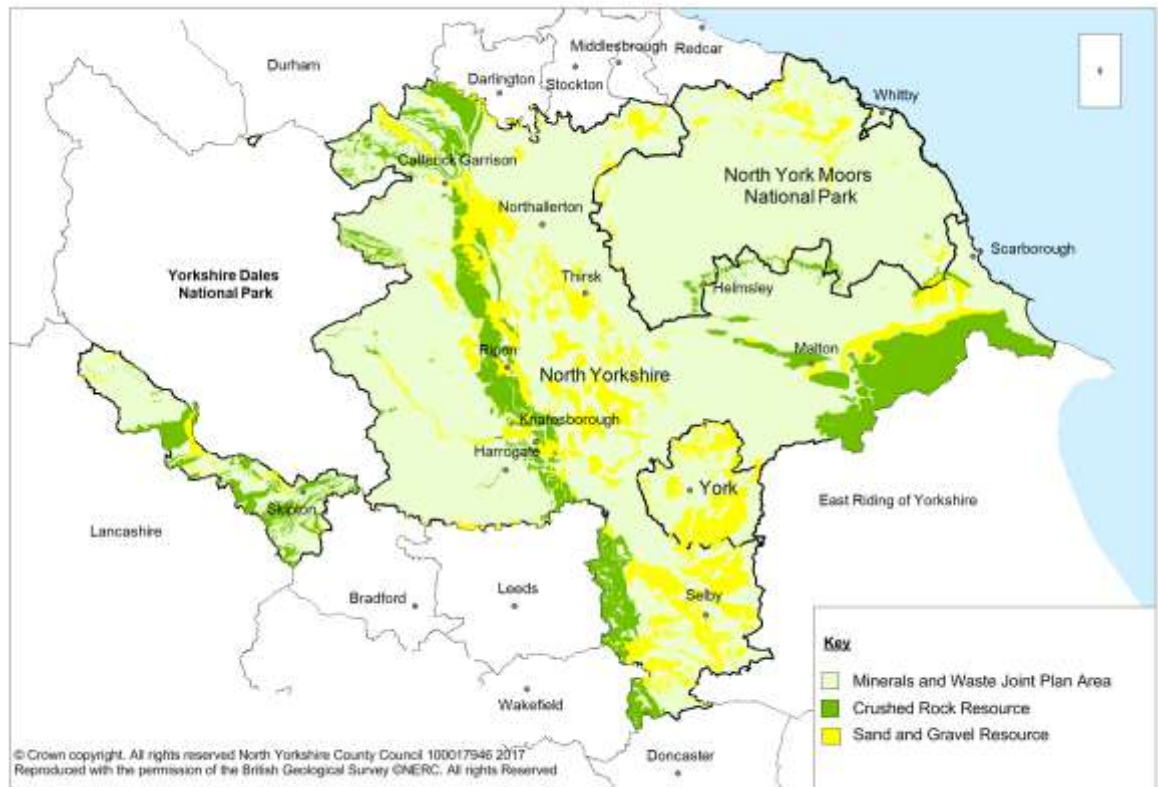 Durham
Middlesbrough
Redcar
Darlington
Stockton
Whitby
Catterick Garrison
North York Moors
National Park
Northallerton
Scarborough
Yorkshire Dales
National Park
Thirsk
Helmsley
Ripon
North Yorkshire
Malton
Knaresborough
Harrogate
York
East Riding of Yorkshire
Skipton
Lancashire
Bradford
Leeds
Selby
Wakefield
Doncaster
Key
Minerals and Waste Joint Plan Area
Crushed Rock Resource
Sand and Gravel Resource
© Crown copyright. All rights reserved North Yorkshire County Council 100017946 2017
Reproduced with the permission of the British Geological Survey ©NERC. All rights Reserved